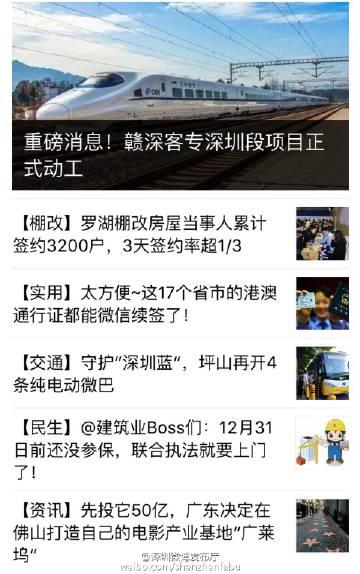 重磅消息！赣深客专深圳段项目正
式动工
【棚改】罗湖棚改房屋当事人累计
签约3200户，3天签约率超1/3
【实用】太方便~这17个省市的港澳
通行证都能微信续签了！
【交通】守护"深圳蓝"，坪山再开4
条纯电动微巴
【民生】@建筑业Boss们：12月31
日前还没参保，联合执法就要上门
了！
【资讯】先投它50亿，广东决定在
佛山打造自己的电影产业基地"广莱
坞"
@深圳微博发布厅
weibo.com/shenzhenfabu